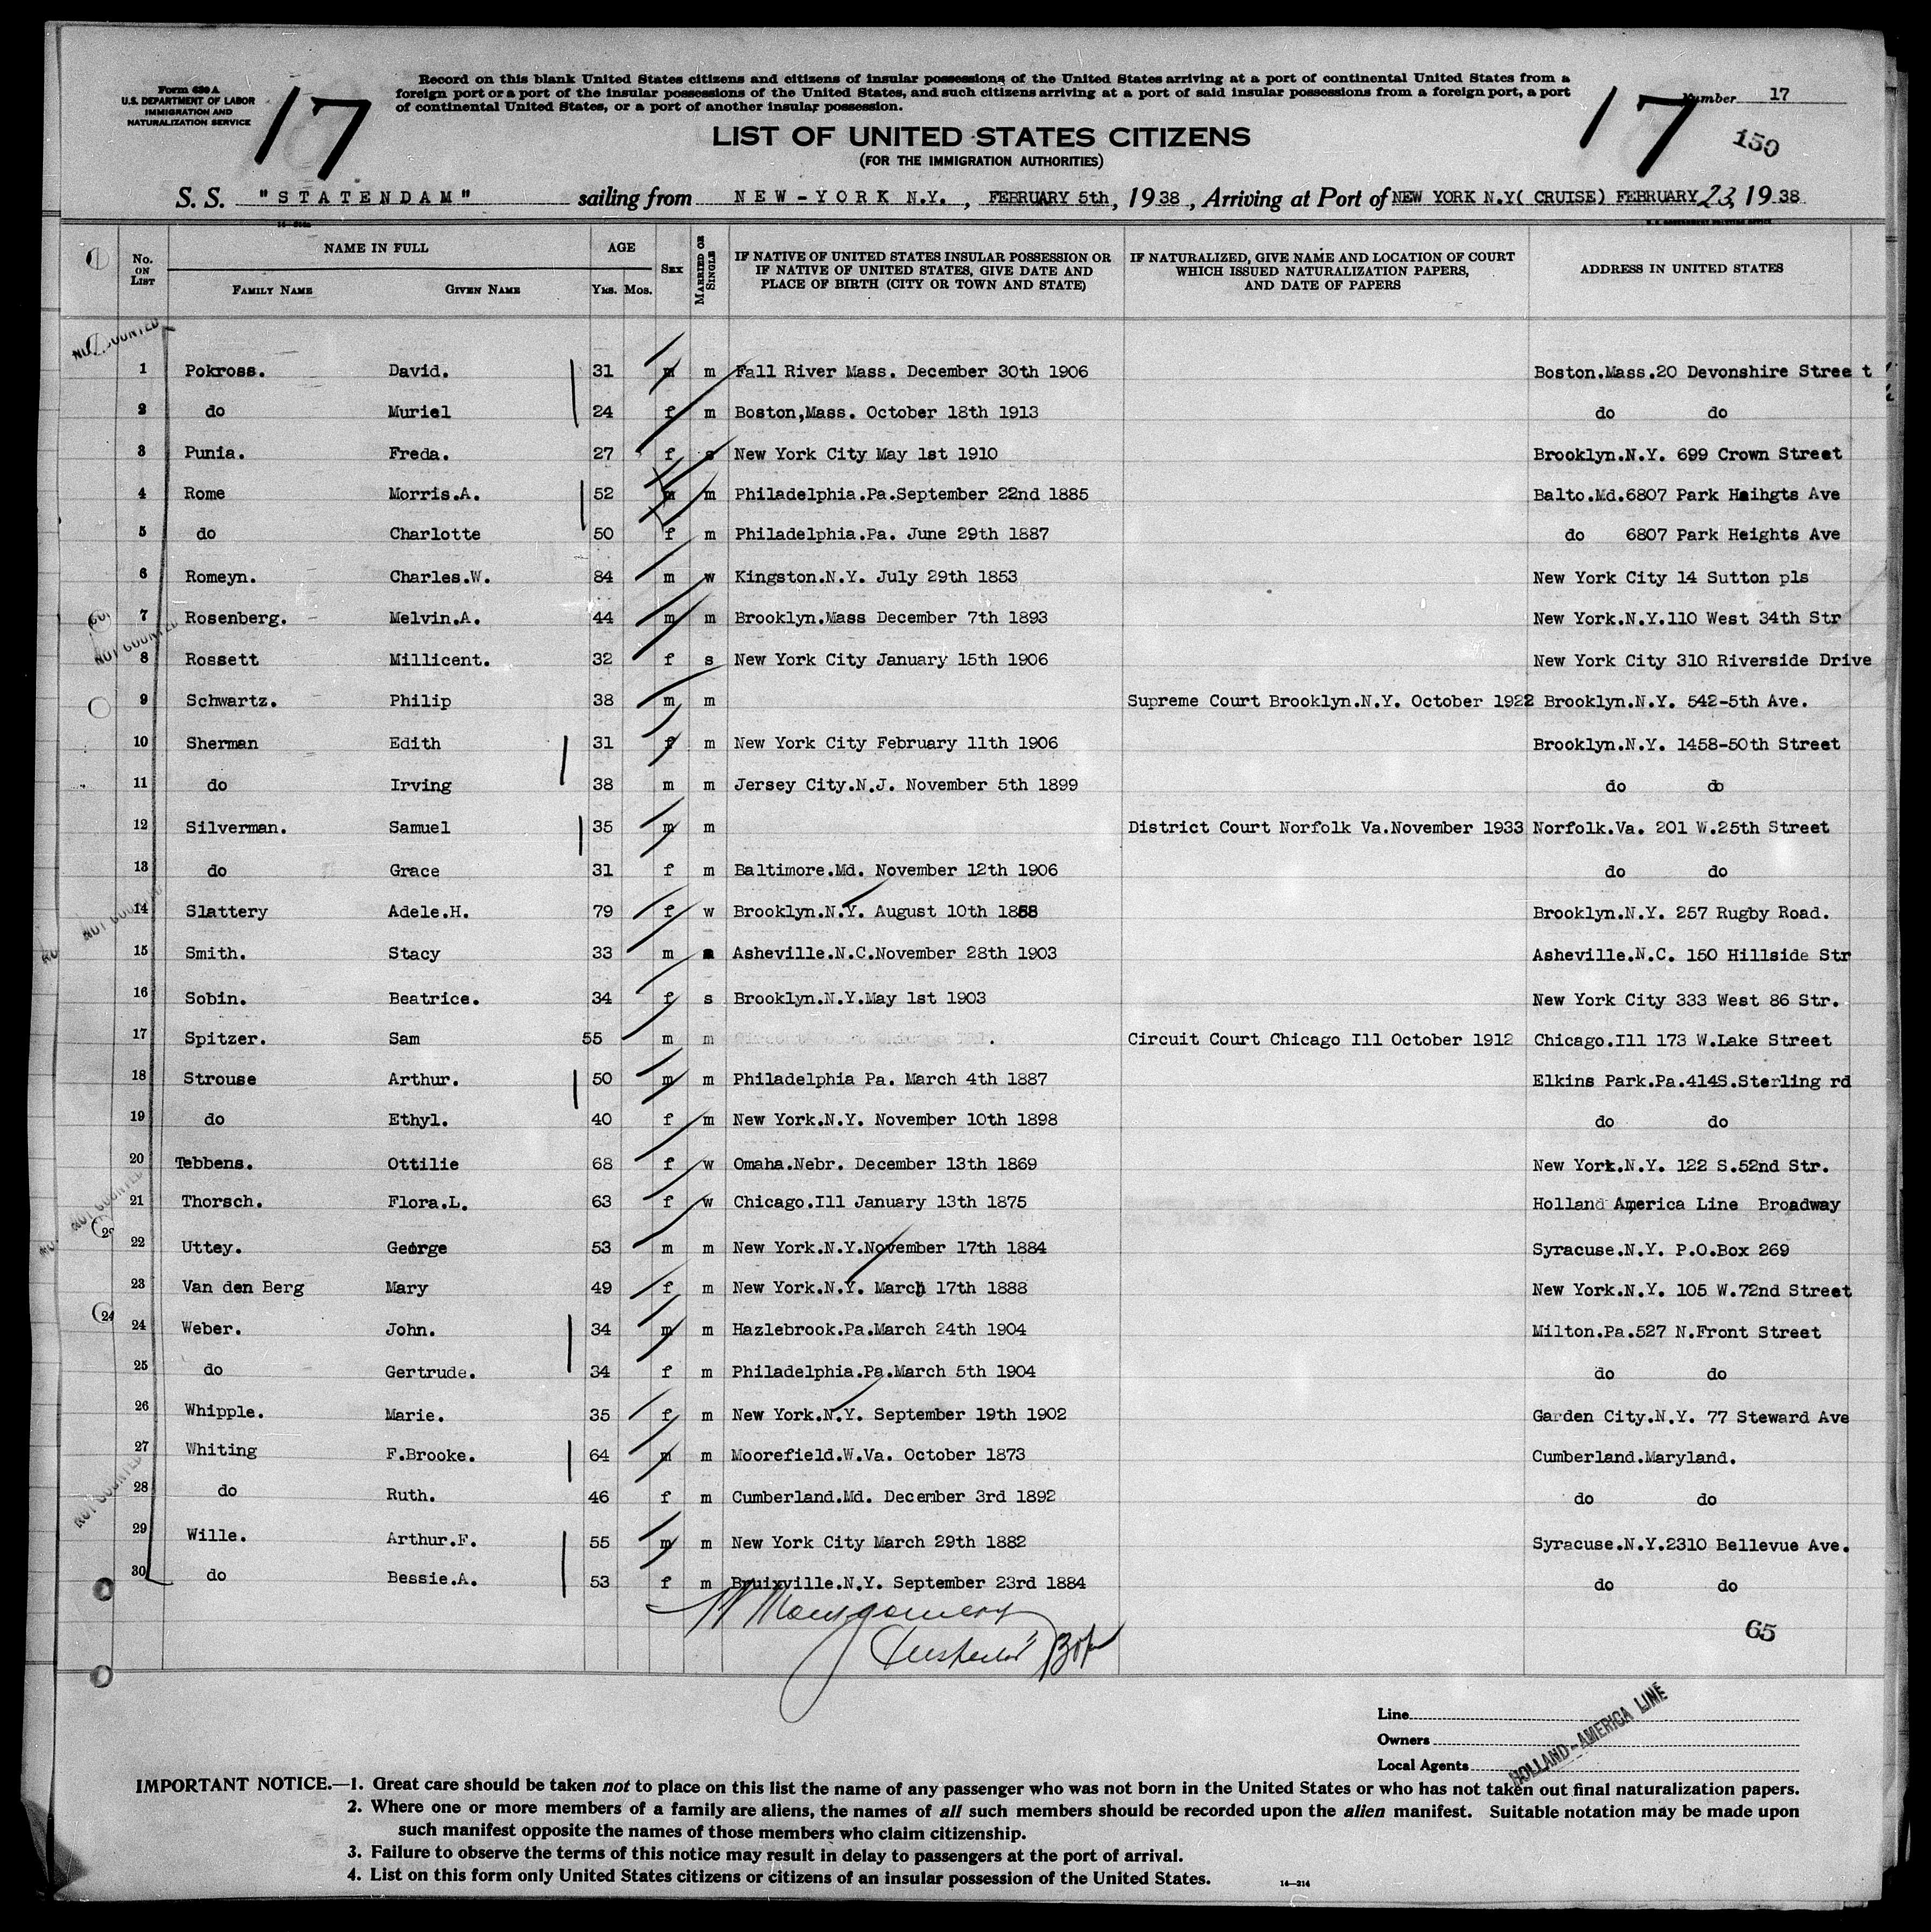 Form 630 A
U.S. DEPARTMENT OF LABOR
IMMIGRATION AND
NATURALIZATION SERVICE
17
Record on this blank United States citizens and citizens of insular possessions of the United States arriving at a port of continental United States from a
foreign port or a port of the insular possessions of the United States, and such citizens arriving at a port of said insular possessions from a foreign port, a port
of continental United States, or a port of another insular possession.
17
Number 17
150
LIST OF UNITED STATES CITIZENS
(FOR THE IMMIGRATION AUTHORITIES)
S. S. "STATENDAM" sailing from NEW-YORK N.Y., FEBRUARY 5th, 1938, Arriving at Port of NEW YORK N.Y( CRUISE) FEBRUARY 23, 1938
U. S. GOVERNMENT PRINTING OFFICE
No. ON LIST NAME IN FULL FAMILY NAME GIVEN NAME AGE YRS. MOS. SEX MARRIED OR SINGLE IF NATIVE OF UNITED STATES INSULAR POSSESSION OR IF NATIVE OF UNITED STATES, GIVE DATE AND PLACE OF BIRTH (CITY OR TOWN AND STATE) IF NATURALIZED, GIVE NAME AND LOCATION OF COURT WHICH ISSUED NATURALIZATION PAPERS, AND DATE OF PAPERS ADDRESS IN UNITED STATES
NOT COUNTED
1 Pokross. David. 31 m m Fall River Mass. December 30th 1906 Boston.Mass.20 Devonshire Stree t
2 do Muriel 24 f m Boston,Mass. October 18th 1913 do do
3 Punia. Freda. 27 f s New York City May 1st 1910 Brooklyn.N.Y. 699 Crown Street
4 Rome Morris.A. 52 m m Philadelphia.Pa.September 22nd 1885 Balto.Md.6807 Park Haihgts Ave
5 do Charlotte 50 f m Philadelphia.Pa. June 29th 1887 do 6807 Park Heights Ave
6 Romeyn. Charles.W. 84 m w Kingston.N.Y. July 29th 1853 New York City 14 Sutton pls
7 Rosenberg. Melvin.A. 44 m m Brooklyn.Mass December 7th 1893 New York.N.Y.110 West 34th Str
NOT COUNTED
8 Rossett Millicent. 32 f s New York City January 15th 1906 New York City 310 Riverside Drive
9 Schwartz. Philip 38 m m Supreme Court Brooklyn.N.Y. October 1922 Brooklyn.N.Y. 542-5th Ave.
10 Sherman Edith 31 f m New York City February 11th 1906 Brooklyn.N.Y. 1458-50th Street
11 do Irving 38 m m Jersey City.N.J. November 5th 1899 do do
12 Silverman. Samuel 35 m m District Court Norfolk Va.November 1933 Norfolk.Va. 201 W.25th Street
13 do Grace 31 f m Baltimore.Md. November 12th 1906 do do
NOT COUNTED
14 Slattery Adele.H. 79 f w Brooklyn.N.Y. August 10th 1858 Brooklyn.N.Y. 257 Rugby Road.
15 Smith. Stacy 33 m Asheville.N.C.November 28th 1903 Asheville.N.C. 150 Hillside Str
16 Sobin. Beatrice. 34 f s Brooklyn.N.Y.May 1st 1903 New York City 333 West 86 Str.
17 Spitzer. Sam 55 m m Circuit Court Chicago Ill October 1912 Chicago.Ill 173 W.Lake Street
18 Strouse Arthur. 50 m m Philadelphia Pa. March 4th 1887 Elkins Park.Pa.414S.Sterling rd
19 do Ethyl. 40 f m New York.N.Y. November 10th 1898 do do
20 Tebbens. Ottilie 68 f w Omaha.Nebr. December 13th 1869 New York.N.Y. 122 S.52nd Str.
NOT COUNTED
21 Thorsch. Flora.L. 63 f w Chicago.Ill January 13th 1875 Holland America Line Broadway
22 Uttey. George 53 m m New York.N.Y.November 17th 1884 Syracuse.N.Y. P.O.Box 269
23 Van den Berg Mary 49 f m New York.N.Y. March 17th 1888 New York.N.Y. 105 W.72nd Street
24 Weber. John. 34 m m Hazlebrook.Pa.March 24th 1904 Milton.Pa.527 N.Front Street
25 do Gertrude. 34 f m Philadelphia.Pa.March 5th 1904 do do
26 Whipple. Marie. 35 f m New York.N.Y. September 19th 1902 Garden City.N.Y. 77 Steward Ave
27 Whiting F.Brooke. 64 m m Moorefield.W.Va. October 1873 Cumberland.Maryland.
NOT COUNTED
28 do Ruth. 46 f m Cumberland.Md. December 3rd 1892 do do
29 Wille. Arthur.F. 55 m m New York City March 29th 1882 Syracuse.N.Y.2310 Bellevue Ave.
30 do Bessie.A. 53 f m Bruixville.N.Y. September 23rd 1884 do do
Montgomery
65
Line
Owners
Local Agents
HOLLAND-AMERICA LINE
IMPORTANT NOTICE.—1. Great care should be taken not to place on this list the name of any passenger who was not born in the United States or who has not taken out final naturalization papers.
2. Where one or more members of a family are aliens, the names of all such members should be recorded upon the alien manifest. Suitable notation may be made upon
such manifest opposite the names of those members who claim citizenship.
3. Failure to observe the terms of this notice may result in delay to passengers at the port of arrival.
4. List on this form only United States citizens or citizens of an insular possession of the United States.
14—214